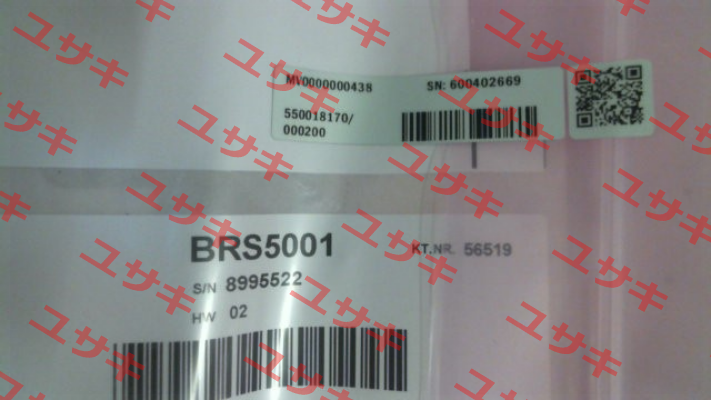 MV0000000438 SN: 600402669
550018170/
000200
BRS5001 KT.NR. 56519
S/N 8995522
HW 02
ユサキ